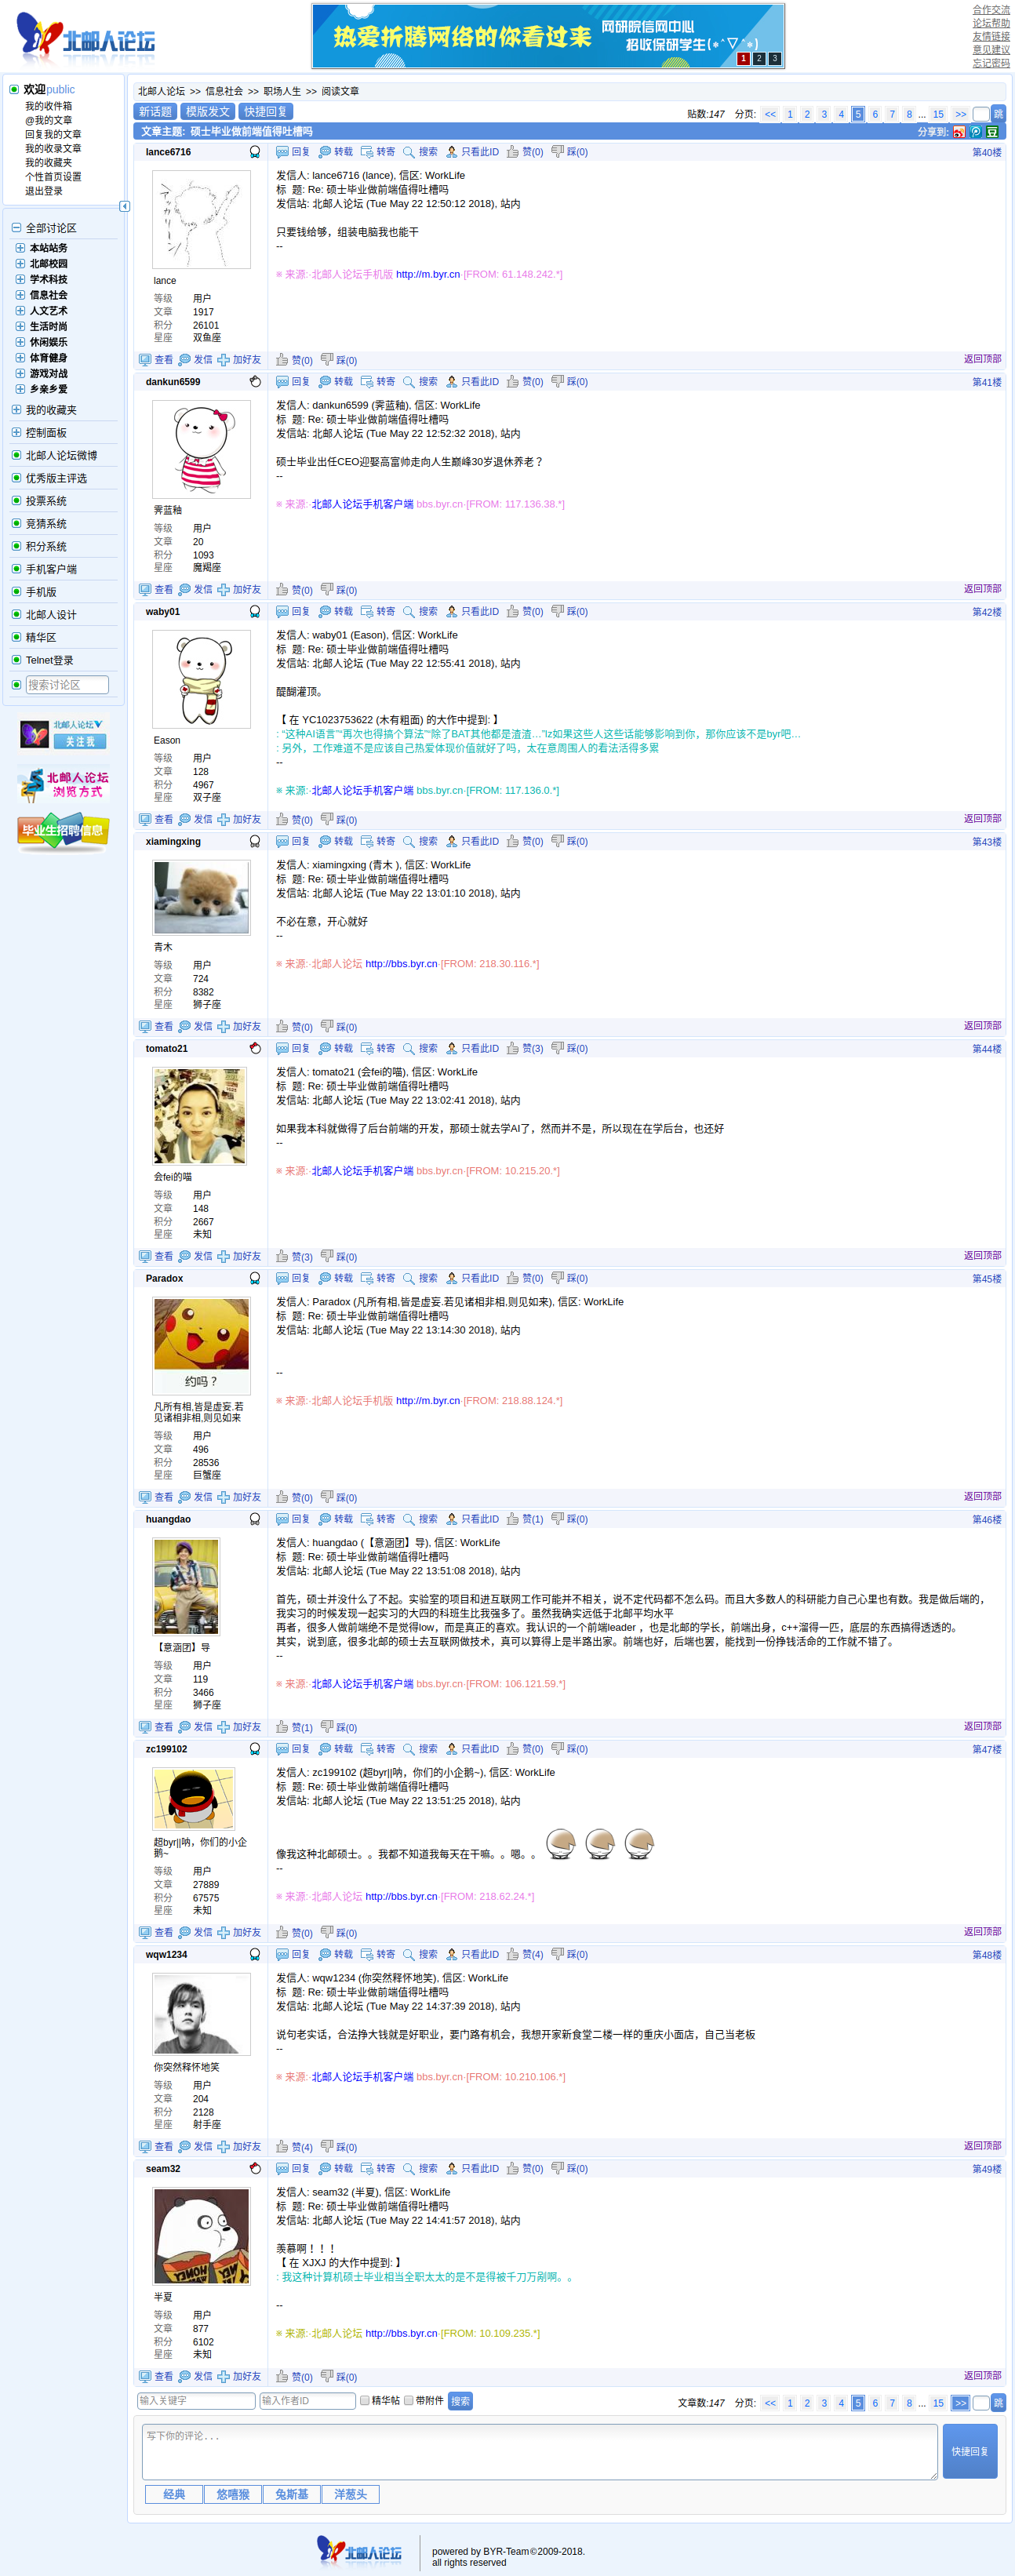 北邮人论坛
热爱折腾网络的你看过来
网研院信网中心
招收保研学生(*^▽^*)
1 2 3
合作交流
论坛帮助
友情链接
意见建议
忘记密码
欢迎public
我的收件箱
@我的文章
回复我的文章
我的收录文章
我的收藏夹
个性首页设置
退出登录
全部讨论区
本站站务
北邮校园
学术科技
信息社会
人文艺术
生活时尚
休闲娱乐
体育健身
游戏对战
乡亲乡爱
我的收藏夹
控制面板
北邮人论坛微博
优秀版主评选
投票系统
竞猜系统
积分系统
手机客户端
手机版
北邮人设计
精华区
Telnet登录
搜索讨论区
北邮人论坛
关注我
北邮人论坛
浏览方式
毕业生招聘信息
北邮人论坛 >> 信息社会 >> 职场人生 >> 阅读文章
新话题 模版发文 快捷回复
贴数:147 分页: << 1 2 3 4 5 6 7 8 ... 15 >> 跳
文章主题: 硕士毕业做前端值得吐槽吗
分享到: 豆
lance6716 回复 转载 转寄 搜索 只看此ID 赞(0) 踩(0) 第40楼
アッカリ~ン
lance
等级 用户
文章 1917
积分 26101
星座 双鱼座
发信人: lance6716 (lance), 信区: WorkLife
标 题: Re: 硕士毕业做前端值得吐槽吗
发信站: 北邮人论坛 (Tue May 22 12:50:12 2018), 站内
只要钱给够，组装电脑我也能干
--
※ 来源:·北邮人论坛手机版 http://m.byr.cn·[FROM: 61.148.242.*]
查看 发信 加好友 赞(0) 踩(0) 返回顶部
dankun6599 回复 转载 转寄 搜索 只看此ID 赞(0) 踩(0) 第41楼
霁蓝釉
等级 用户
文章 20
积分 1093
星座 魔羯座
发信人: dankun6599 (霁蓝釉), 信区: WorkLife
标 题: Re: 硕士毕业做前端值得吐槽吗
发信站: 北邮人论坛 (Tue May 22 12:52:32 2018), 站内
硕士毕业出任CEO迎娶高富帅走向人生巅峰30岁退休养老？
--
※ 来源:·北邮人论坛手机客户端 bbs.byr.cn·[FROM: 117.136.38.*]
查看 发信 加好友 赞(0) 踩(0) 返回顶部
waby01 回复 转载 转寄 搜索 只看此ID 赞(0) 踩(0) 第42楼
Eason
等级 用户
文章 128
积分 4967
星座 双子座
发信人: waby01 (Eason), 信区: WorkLife
标 题: Re: 硕士毕业做前端值得吐槽吗
发信站: 北邮人论坛 (Tue May 22 12:55:41 2018), 站内
醍醐灌顶。
【 在 YC1023753622 (木有粗面) 的大作中提到: 】
: “这种AI语言”“再次也得搞个算法”“除了BAT其他都是渣渣…”lz如果这些人这些话能够影响到你，那你应该不是byr吧…
: 另外，工作难道不是应该自己热爱体现价值就好了吗，太在意周围人的看法活得多累
--
※ 来源:·北邮人论坛手机客户端 bbs.byr.cn·[FROM: 117.136.0.*]
查看 发信 加好友 赞(0) 踩(0) 返回顶部
xiamingxing 回复 转载 转寄 搜索 只看此ID 赞(0) 踩(0) 第43楼
青木
等级 用户
文章 724
积分 8382
星座 狮子座
发信人: xiamingxing (青木 ), 信区: WorkLife
标 题: Re: 硕士毕业做前端值得吐槽吗
发信站: 北邮人论坛 (Tue May 22 13:01:10 2018), 站内
不必在意，开心就好
--
※ 来源:·北邮人论坛 http://bbs.byr.cn·[FROM: 218.30.116.*]
查看 发信 加好友 赞(0) 踩(0) 返回顶部
tomato21 回复 转载 转寄 搜索 只看此ID 赞(3) 踩(0) 第44楼
会fei的喵
等级 用户
文章 148
积分 2667
星座 未知
发信人: tomato21 (会fei的喵), 信区: WorkLife
标 题: Re: 硕士毕业做前端值得吐槽吗
发信站: 北邮人论坛 (Tue May 22 13:02:41 2018), 站内
如果我本科就做得了后台前端的开发，那硕士就去学AI了，然而并不是，所以现在在学后台，也还好
--
※ 来源:·北邮人论坛手机客户端 bbs.byr.cn·[FROM: 10.215.20.*]
查看 发信 加好友 赞(3) 踩(0) 返回顶部
Paradox 回复 转载 转寄 搜索 只看此ID 赞(0) 踩(0) 第45楼
约吗？
凡所有相,皆是虚妄.若
见诸相非相,则见如来
等级 用户
文章 496
积分 28536
星座 巨蟹座
发信人: Paradox (凡所有相,皆是虚妄.若见诸相非相,则见如来), 信区: WorkLife
标 题: Re: 硕士毕业做前端值得吐槽吗
发信站: 北邮人论坛 (Tue May 22 13:14:30 2018), 站内
--
※ 来源:·北邮人论坛手机版 http://m.byr.cn·[FROM: 218.88.124.*]
查看 发信 加好友 赞(0) 踩(0) 返回顶部
huangdao 回复 转载 转寄 搜索 只看此ID 赞(1) 踩(0) 第46楼
【意涵团】导
等级 用户
文章 119
积分 3466
星座 狮子座
发信人: huangdao (【意涵团】导), 信区: WorkLife
标 题: Re: 硕士毕业做前端值得吐槽吗
发信站: 北邮人论坛 (Tue May 22 13:51:08 2018), 站内
首先，硕士并没什么了不起。实验室的项目和进互联网工作可能并不相关，说不定代码都不怎么码。而且大多数人的科研能力自己心里也有数。我是做后端的，
我实习的时候发现一起实习的大四的科班生比我强多了。虽然我确实远低于北邮平均水平
再者，很多人做前端绝不是觉得low，而是真正的喜欢。我认识的一个前端leader ，也是北邮的学长，前端出身，c++溜得一匹，底层的东西搞得透透的。
其实，说到底，很多北邮的硕士去互联网做技术，真可以算得上是半路出家。前端也好，后端也罢，能找到一份挣钱活命的工作就不错了。
--
※ 来源:·北邮人论坛手机客户端 bbs.byr.cn·[FROM: 106.121.59.*]
查看 发信 加好友 赞(1) 踩(0) 返回顶部
zc199102 回复 转载 转寄 搜索 只看此ID 赞(0) 踩(0) 第47楼
超byr||呐，你们的小企
鹅~
等级 用户
文章 27889
积分 67575
星座 未知
发信人: zc199102 (超byr||呐，你们的小企鹅~), 信区: WorkLife
标 题: Re: 硕士毕业做前端值得吐槽吗
发信站: 北邮人论坛 (Tue May 22 13:51:25 2018), 站内
像我这种北邮硕士。。我都不知道我每天在干嘛。。嗯。。
--
※ 来源:·北邮人论坛 http://bbs.byr.cn·[FROM: 218.62.24.*]
查看 发信 加好友 赞(0) 踩(0) 返回顶部
wqw1234 回复 转载 转寄 搜索 只看此ID 赞(4) 踩(0) 第48楼
你突然释怀地笑
等级 用户
文章 204
积分 2128
星座 射手座
发信人: wqw1234 (你突然释怀地笑), 信区: WorkLife
标 题: Re: 硕士毕业做前端值得吐槽吗
发信站: 北邮人论坛 (Tue May 22 14:37:39 2018), 站内
说句老实话，合法挣大钱就是好职业，要门路有机会，我想开家新食堂二楼一样的重庆小面店，自己当老板
--
※ 来源:·北邮人论坛手机客户端 bbs.byr.cn·[FROM: 10.210.106.*]
查看 发信 加好友 赞(4) 踩(0) 返回顶部
seam32 回复 转载 转寄 搜索 只看此ID 赞(0) 踩(0) 第49楼
半夏
等级 用户
文章 877
积分 6102
星座 未知
发信人: seam32 (半夏), 信区: WorkLife
标 题: Re: 硕士毕业做前端值得吐槽吗
发信站: 北邮人论坛 (Tue May 22 14:41:57 2018), 站内
羡慕啊！！！
【 在 XJXJ 的大作中提到: 】
: 我这种计算机硕士毕业相当全职太太的是不是得被千刀万剐啊。。
--
※ 来源:·北邮人论坛 http://bbs.byr.cn·[FROM: 10.109.235.*]
查看 发信 加好友 赞(0) 踩(0) 返回顶部
输入关键字 输入作者ID 精华帖 带附件 搜索
文章数:147 分页: << 1 2 3 4 5 6 7 8 ... 15 >> 跳
写下你的评论...
快捷回复
经典 悠嘻猴 兔斯基 洋葱头
北邮人论坛
powered by BYR-Team©2009-2018.
all rights reserved